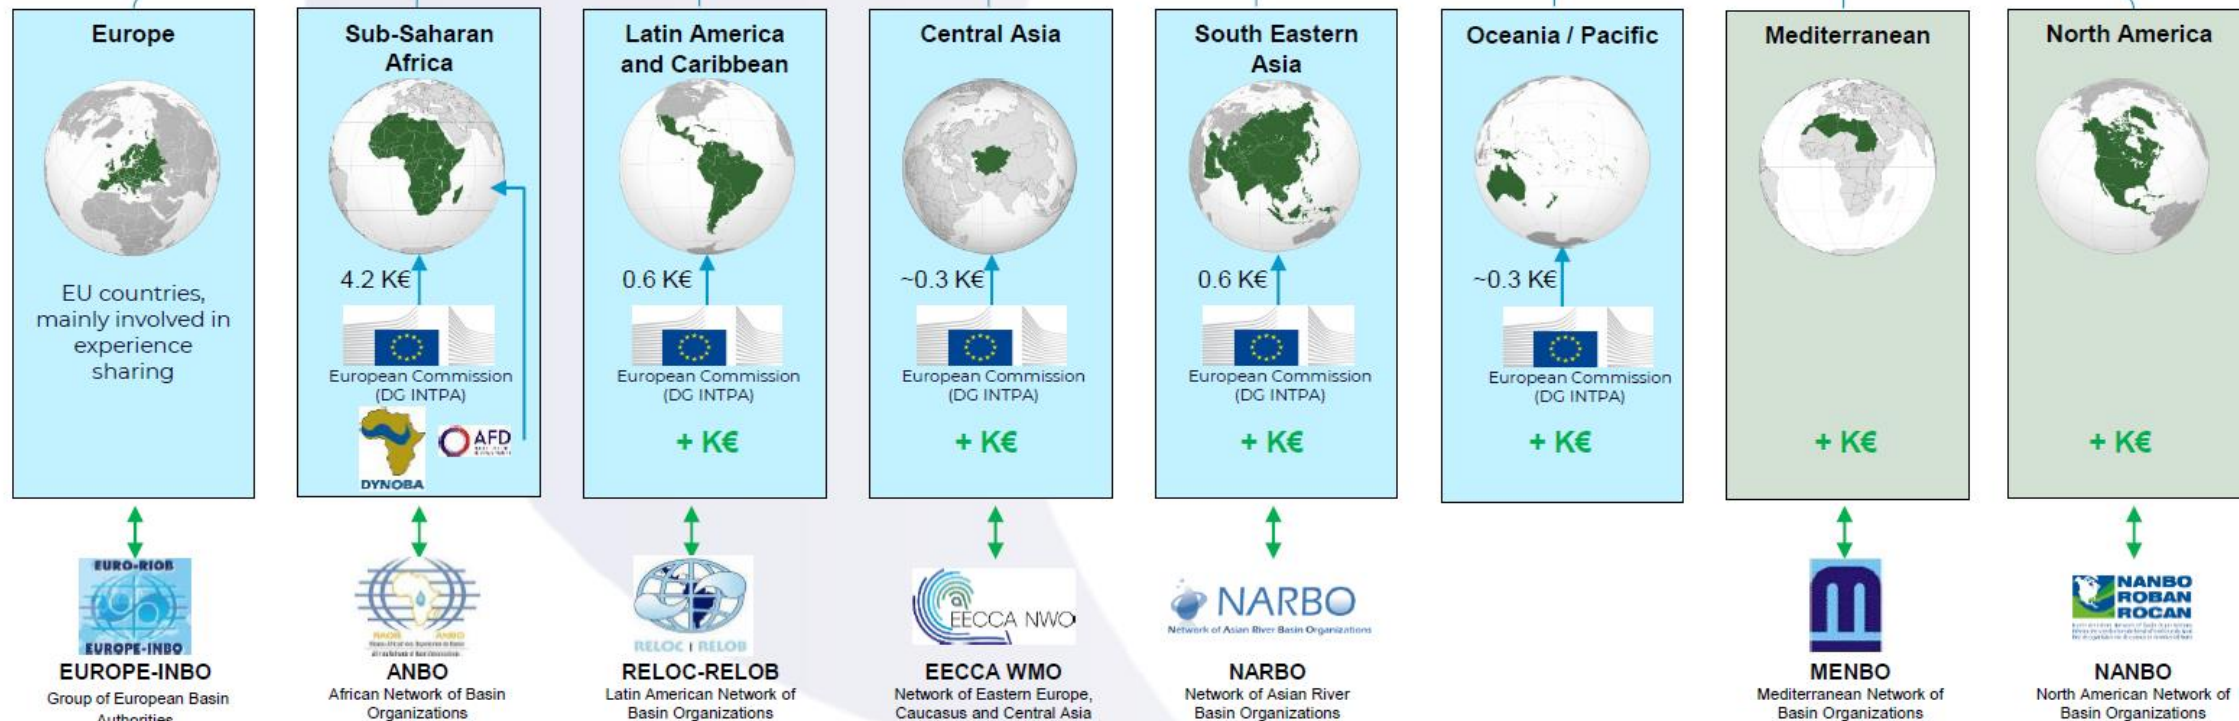 Europe
EU countries,
mainly involved in
experience
sharing
EURO-RIOB
EUROPE-INBO
EUROPE-INBO
Group of European Basin
Authorities
Sub-Saharan
Africa
4.2 K€
European Commission
(DG INTPA)
DYNOBA
AFD
RAOB ANBO
ANBO
African Network of Basin
Organizations
Latin America
and Caribbean
0.6 K€
European Commission
(DG INTPA)
+ K€
RELOC | RELOB
RELOC-RELOB
Latin American Network of
Basin Organizations
Central Asia
~0.3 K€
European Commission
(DG INTPA)
+ K€
EECCA NWO
EECCA WMO
Network of Eastern Europe,
Caucasus and Central Asia
South Eastern
Asia
0.6 K€
European Commission
(DG INTPA)
+ K€
NARBO
Network of Asian River Basin Organizations
NARBO
Network of Asian River
Basin Organizations
Oceania / Pacific
~0.3 K€
European Commission
(DG INTPA)
+ K€
Mediterranean
+ K€
MENBO
Mediterranean Network of
Basin Organizations
North America
+ K€
NANBO
ROBAN
ROCAN
NANBO
North American Network of
Basin Organizations